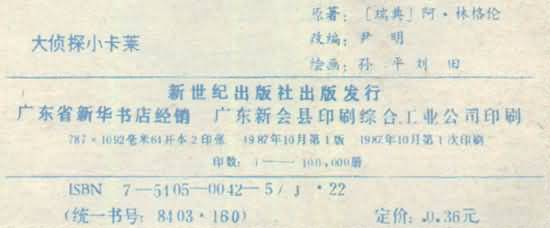 原著：〔瑞典〕阿·林格伦
大侦探小卡莱
改编：尹 明
绘画：孙 平 刘 田
新世纪出版社出版发行
广东省新华书店经销 广东新会县印刷综合工业公司印刷
787×1092毫米64开本2印张 1987年10月第1版 1987年10月第1次印刷
印数：1——100,000册
ISBN 7—5405—0042—5/J·22
(统一书号：8403·160) 定价：0.36元